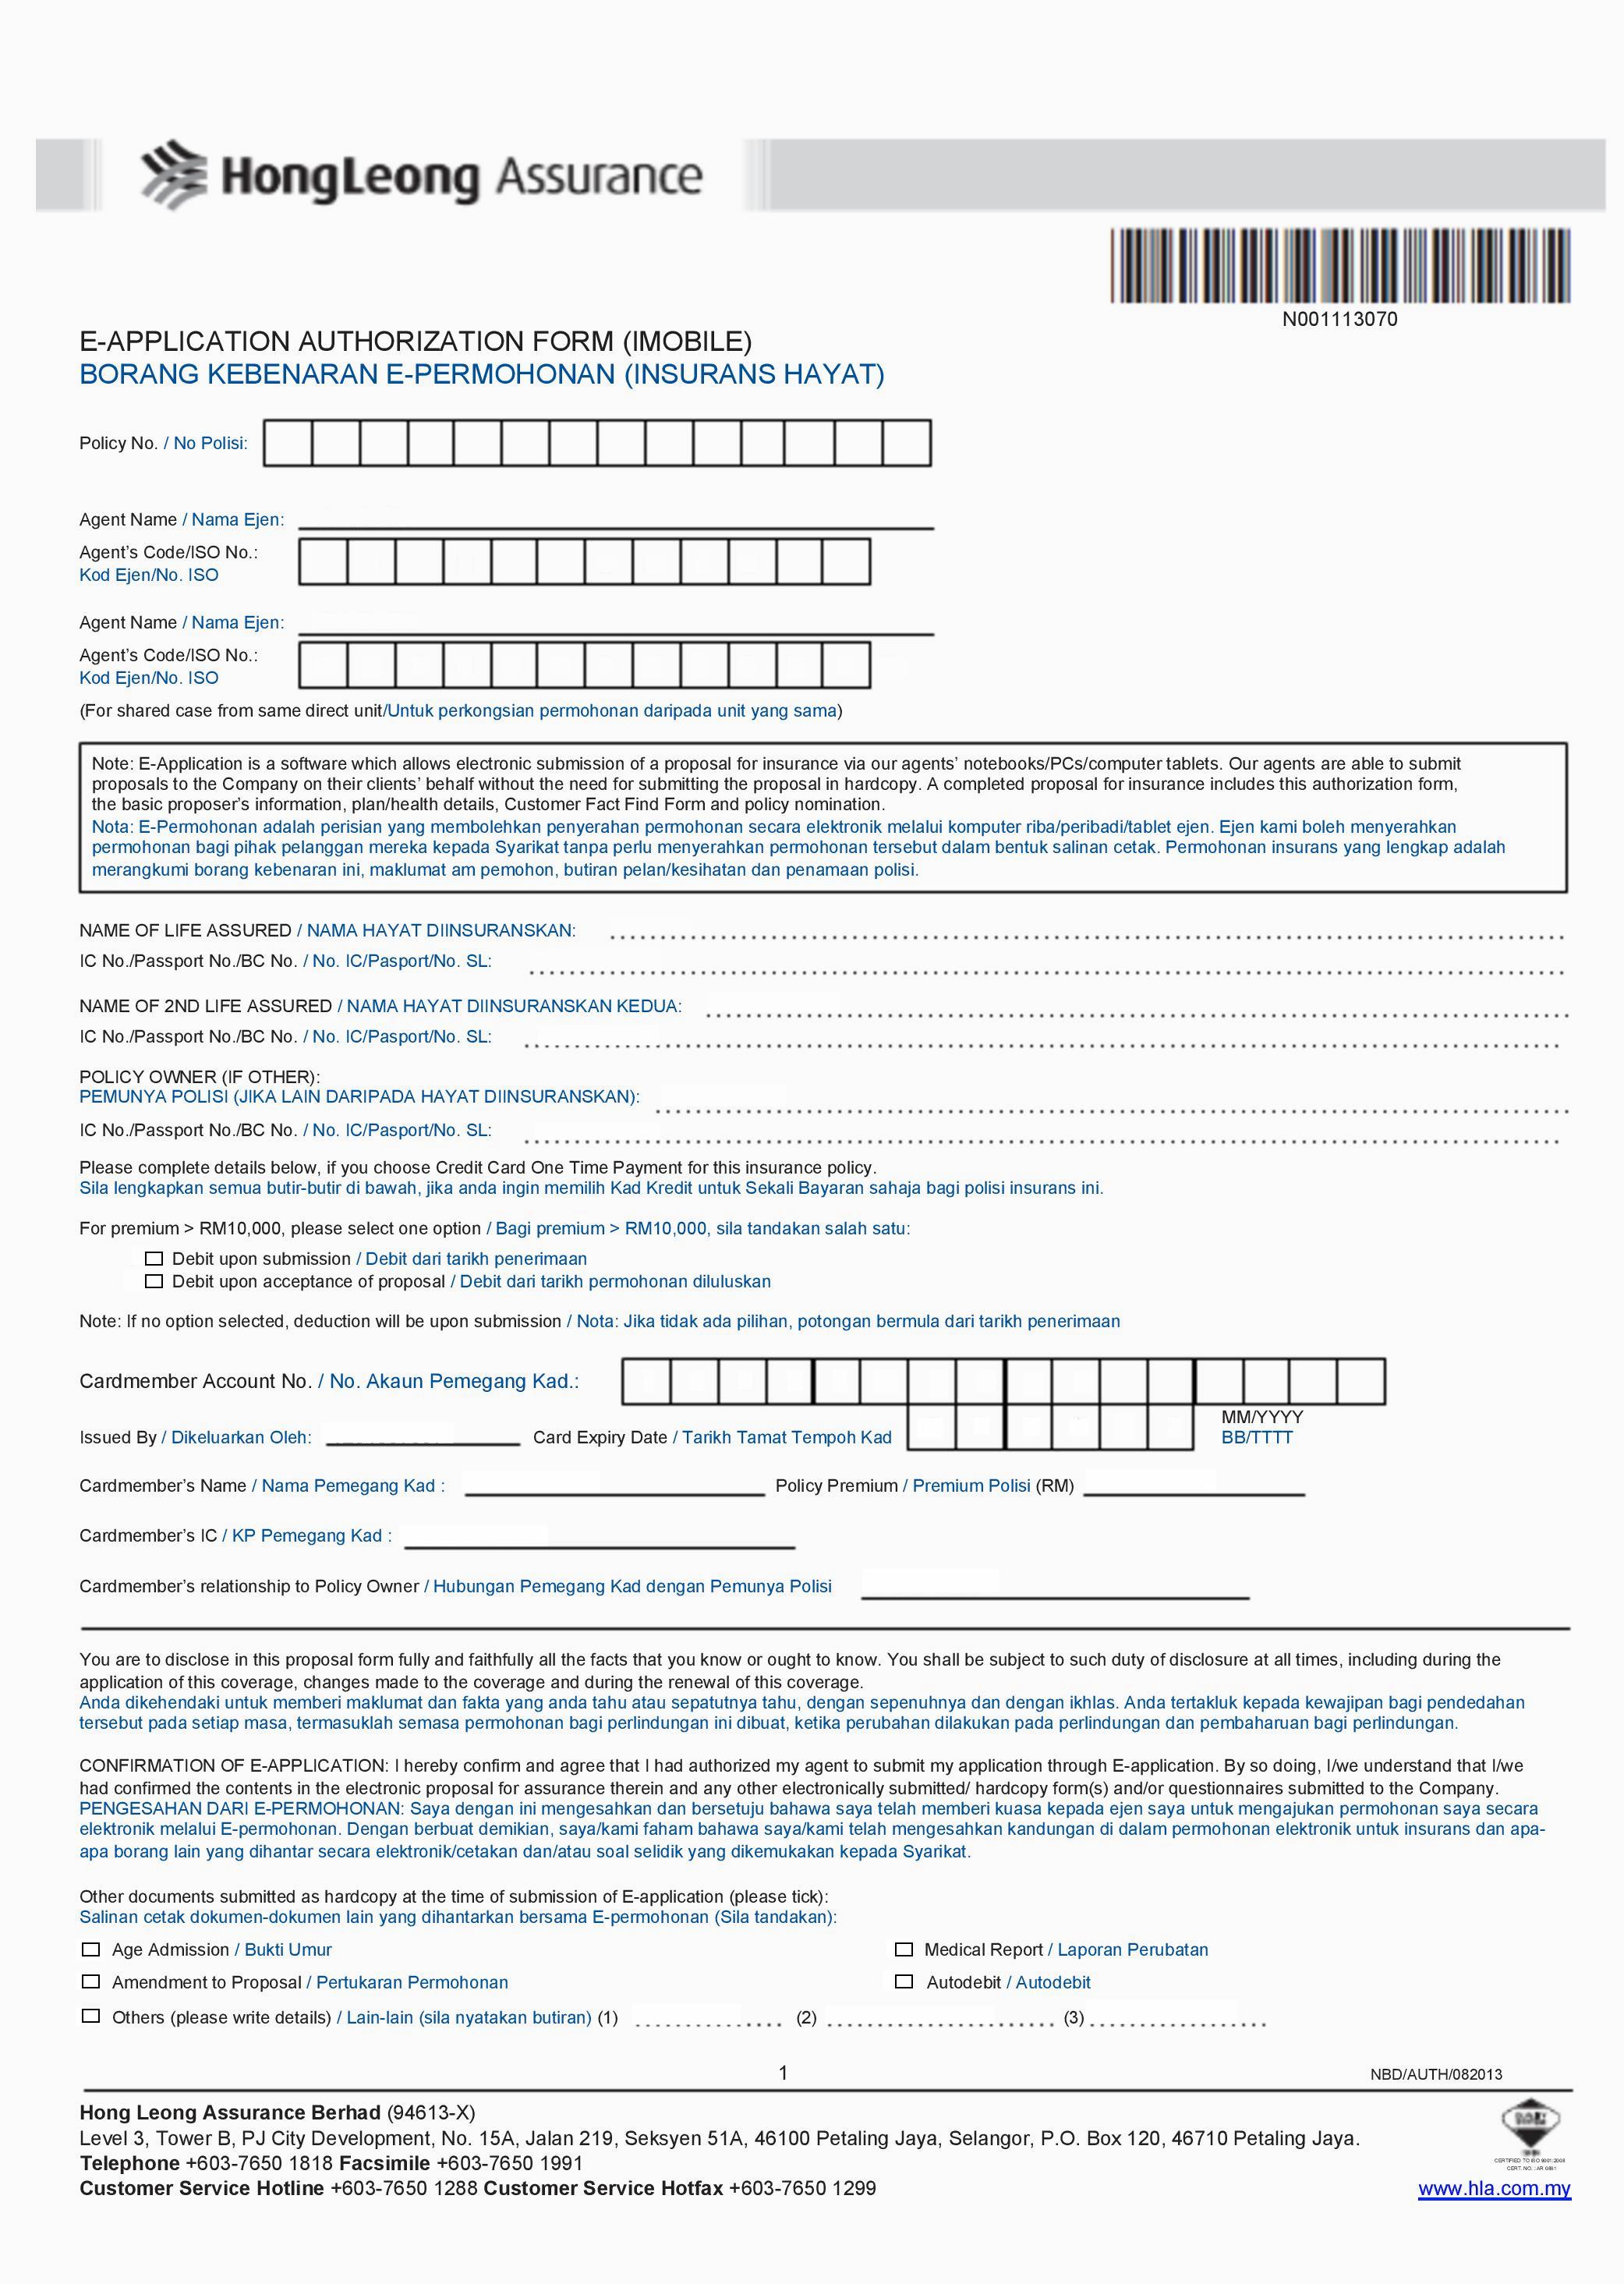 HongLeong Assurance
N001113070
E-APPLICATION AUTHORIZATION FORM (IMOBILE)
BORANG KEBENARAN E-PERMOHONAN (INSURANS HAYAT)
Policy No. / No Polisi:
Agent Name / Nama Ejen:
Agent's Code/ISO No.:
Kod Ejen/No. ISO
Agent Name / Nama Ejen:
Agent's Code/ISO No.:
Kod Ejen/No. ISO
(For shared case from same direct unit/Untuk perkongsian permohonan daripada unit yang sama)
Note: E-Application is a software which allows electronic submission of a proposal for insurance via our agents' notebooks/PCs/computer tablets. Our agents are able to submit
proposals to the Company on their clients' behalf without the need for submitting the proposal in hardcopy. A completed proposal for insurance includes this authorization form,
the basic proposer's information, plan/health details, Customer Fact Find Form and policy nomination.
Nota: E-Permohonan adalah perisian yang membolehkan penyerahan permohonan secara elektronik melalui komputer riba/peribadi/tablet ejen. Ejen kami boleh menyerahkan
permohonan bagi pihak pelanggan mereka kepada Syarikat tanpa perlu menyerahkan permohonan tersebut dalam bentuk salinan cetak. Permohonan insurans yang lengkap adalah
merangkumi borang kebenaran ini, maklumat am pemohon, butiran pelan/kesihatan dan penamaan polisi.
NAME OF LIFE ASSURED / NAMA HAYAT DIINSURANSKAN:
IC No./Passport No./BC No. / No. IC/Pasport/No. SL:
NAME OF 2ND LIFE ASSURED / NAMA HAYAT DIINSURANSKAN KEDUA:
IC No./Passport No./BC No. / No. IC/Pasport/No. SL:
POLICY OWNER (IF OTHER):
PEMUNYA POLISI (JIKA LAIN DARIPADA HAYAT DIINSURANSKAN):
IC No./Passport No./BC No. / No. IC/Pasport/No. SL:
Please complete details below, if you choose Credit Card One Time Payment for this insurance policy.
Sila lengkapkan semua butir-butir di bawah, jika anda ingin memilih Kad Kredit untuk Sekali Bayaran sahaja bagi polisi insurans ini.
For premium > RM10,000, please select one option / Bagi premium > RM10,000, sila tandakan salah satu:
Debit upon submission / Debit dari tarikh penerimaan
Debit upon acceptance of proposal / Debit dari tarikh permohonan diluluskan
Note: If no option selected, deduction will be upon submission / Nota: Jika tidak ada pilihan, potongan bermula dari tarikh penerimaan
Cardmember Account No. / No. Akaun Pemegang Kad.:
Issued By / Dikeluarkan Oleh: Card Expiry Date / Tarikh Tamat Tempoh Kad MM/YYYY
BB/TTTT
Cardmember's Name / Nama Pemegang Kad : Policy Premium / Premium Polisi (RM)
Cardmember's IC / KP Pemegang Kad :
Cardmember's relationship to Policy Owner / Hubungan Pemegang Kad dengan Pemunya Polisi
You are to disclose in this proposal form fully and faithfully all the facts that you know or ought to know. You shall be subject to such duty of disclosure at all times, including during the
application of this coverage, changes made to the coverage and during the renewal of this coverage.
Anda dikehendaki untuk memberi maklumat dan fakta yang anda tahu atau sepatutnya tahu, dengan sepenuhnya dan dengan ikhlas. Anda tertakluk kepada kewajipan bagi pendedahan
tersebut pada setiap masa, termasuklah semasa permohonan bagi perlindungan ini dibuat, ketika perubahan dilakukan pada perlindungan dan pembaharuan bagi perlindungan.
CONFIRMATION OF E-APPLICATION: I hereby confirm and agree that I had authorized my agent to submit my application through E-application. By so doing, I/we understand that I/we
had confirmed the contents in the electronic proposal for assurance therein and any other electronically submitted/ hardcopy form(s) and/or questionnaires submitted to the Company.
PENGESAHAN DARI E-PERMOHONAN: Saya dengan ini mengesahkan dan bersetuju bahawa saya telah memberi kuasa kepada ejen saya untuk mengajukan permohonan saya secara
elektronik melalui E-permohonan. Dengan berbuat demikian, saya/kami faham bahawa saya/kami telah mengesahkan kandungan di dalam permohonan elektronik untuk insurans dan apa-
apa borang lain yang dihantar secara elektronik/cetakan dan/atau soal selidik yang dikemukakan kepada Syarikat.
Other documents submitted as hardcopy at the time of submission of E-application (please tick):
Salinan cetak dokumen-dokumen lain yang dihantarkan bersama E-permohonan (Sila tandakan):
Age Admission / Bukti Umur Medical Report / Laporan Perubatan
Amendment to Proposal / Pertukaran Permohonan Autodebit / Autodebit
Others (please write details) / Lain-lain (sila nyatakan butiran) (1) (2) (3)
1 NBD/AUTH/082013
Hong Leong Assurance Berhad (94613-X)
Level 3, Tower B, PJ City Development, No. 15A, Jalan 219, Seksyen 51A, 46100 Petaling Jaya, Selangor, P.O. Box 120, 46710 Petaling Jaya.
Telephone +603-7650 1818 Facsimile +603-7650 1991
Customer Service Hotline +603-7650 1288 Customer Service Hotfax +603-7650 1299
www.hla.com.my